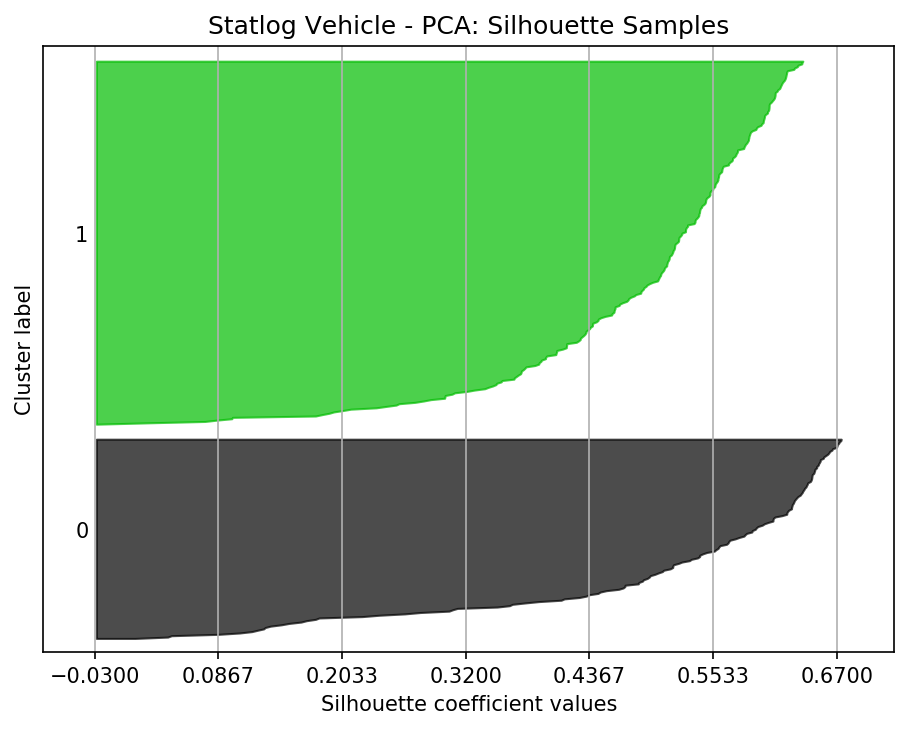 Statlog Vehicle - PCA: Silhouette Samples
Cluster label
1
0
−0.0300 0.0867 0.2033 0.3200 0.4367 0.5533 0.6700
Silhouette coefficient values